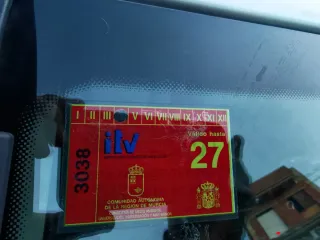 I II III V VI VII VIII IX X XI XII
Válido hasta
itv
27
3038
COMUNIDAD AUTÓNOMA
DE LA REGIÓN DE MURCIA